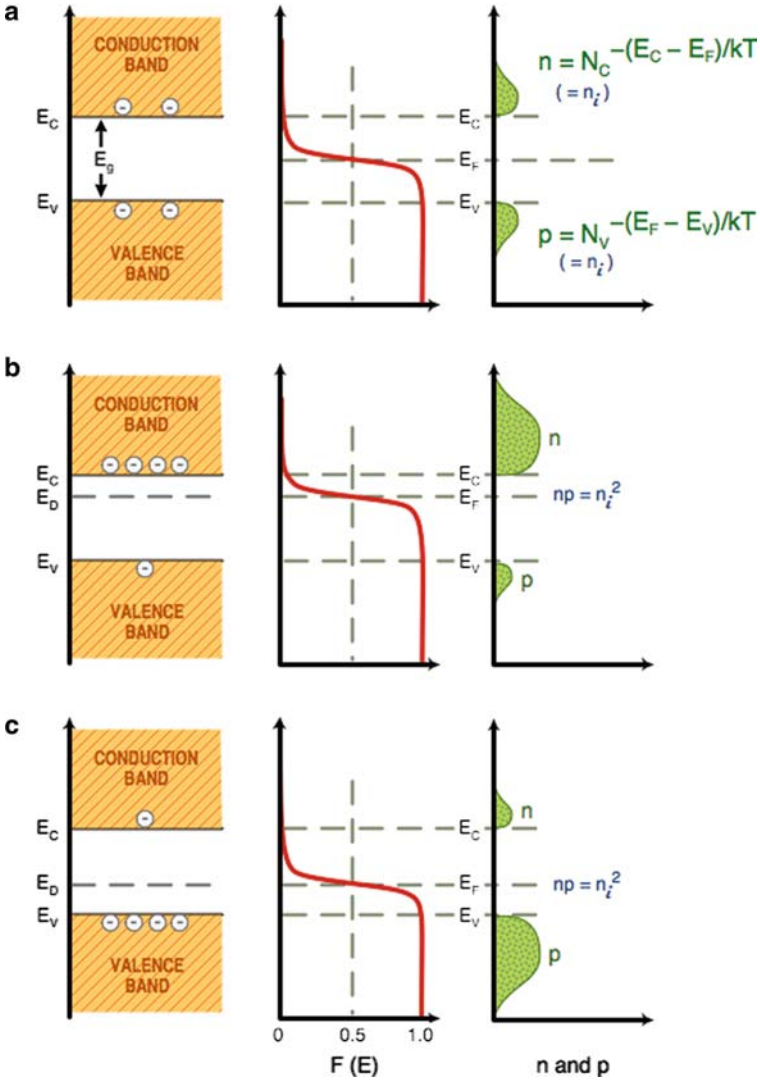 a
CONDUCTION
BAND
E_C
E_g
E_V
VALENCE
BAND
E_C
E_F
E_V
n = N_C^{-(E_C – E_F)/kT}
( = n_i )
p = N_V^{-(E_F – E_V)/kT}
( = n_i )
b
CONDUCTION
BAND
E_C
E_D
E_V
VALENCE
BAND
E_C
E_F
E_V
n
np = n_i^2
p
c
CONDUCTION
BAND
E_C
E_D
E_V
VALENCE
BAND
E_C
E_F
E_V
n
np = n_i^2
p
0 0.5 1.0
F (E)
n and p